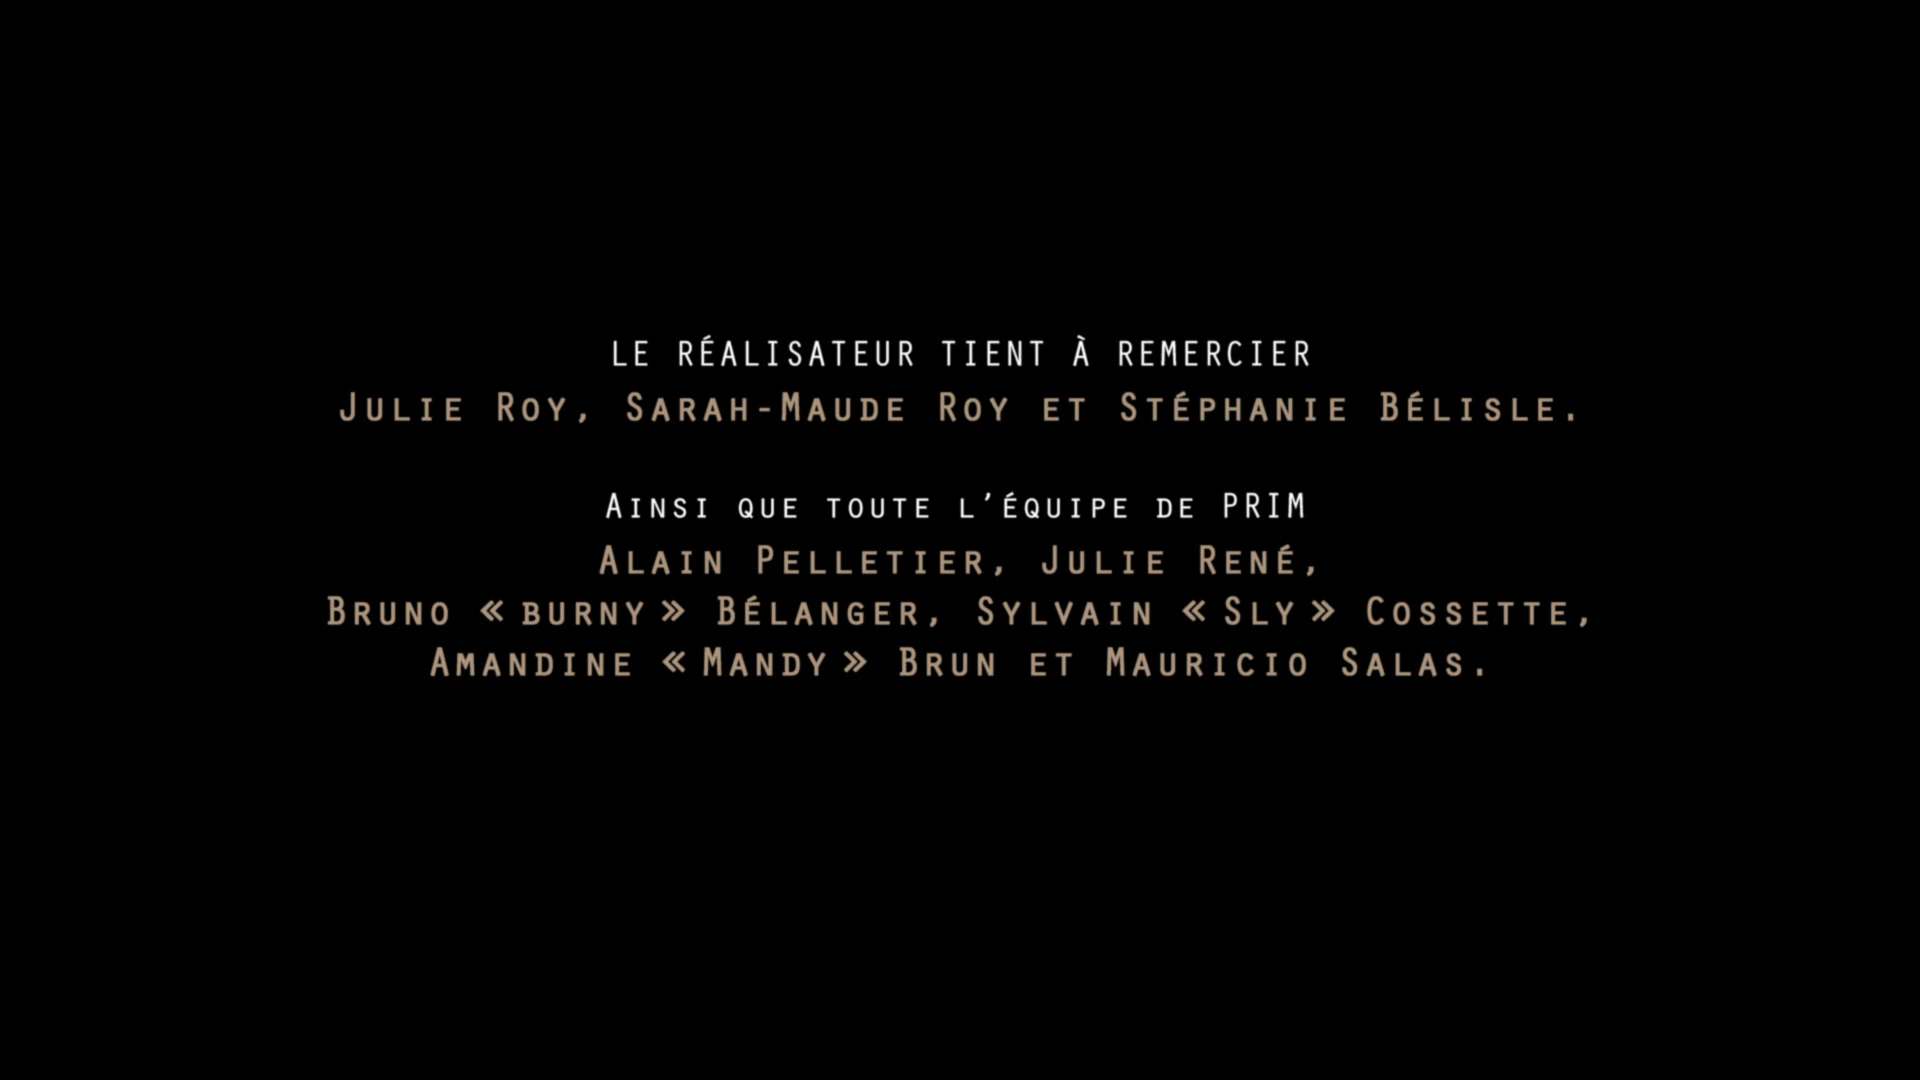 LE RÉALISATEUR TIENT À REMERCIER
Julie Roy, Sarah-Maude Roy et Stéphanie Bélisle.
Ainsi que toute l'équipe de PRIM
Alain Pelletier, Julie René,
Bruno « burny » Bélanger, Sylvain « Sly » Cossette,
Amandine « Mandy » Brun et Mauricio Salas.